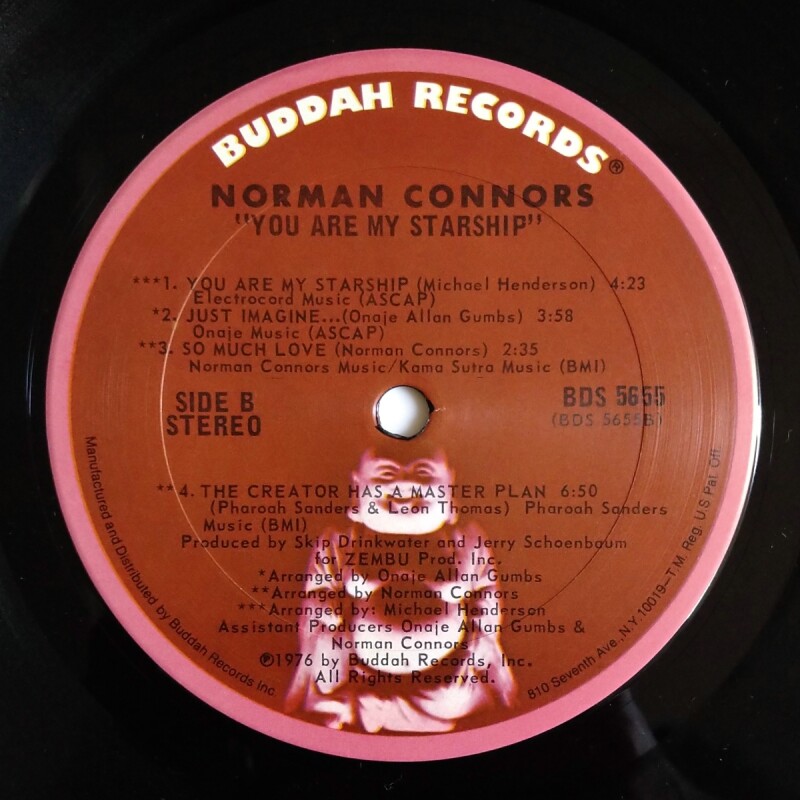 BUDDAH RECORDS®
NORMAN CONNORS
"YOU ARE MY STARSHIP"
***1. YOU ARE MY STARSHIP (Michael Henderson) 4:23
Electrocord Music (ASCAP)
*2. JUST IMAGINE...(Onaje Allan Gumbs) 3:58
Onaje Music (ASCAP)
**3. SO MUCH LOVE (Norman Connors) 2:35
Norman Connors Music/Kama Sutra Music (BMI)
SIDE B
STEREO
BDS 5655
(BDS 5655B)
**4. THE CREATOR HAS A MASTER PLAN 6:50
(Pharoah Sanders & Leon Thomas) Pharoah Sanders
Music (BMI)
Produced by Skip Drinkwater and Jerry Schoenbaum
for ZEMBU Prod. Inc.
*Arranged by Onaje Allan Gumbs
**Arranged by Norman Connors
***Arranged by: Michael Henderson
Assistant Producers Onaje Allan Gumbs &
Norman Connors
℗1976 by Buddah Records, Inc.
All Rights Reserved.
Manufactured and Distributed by Buddah Records Inc.
810 Seventh Ave., N.Y. 10019—T.M. Reg. U.S. Pat. Off.